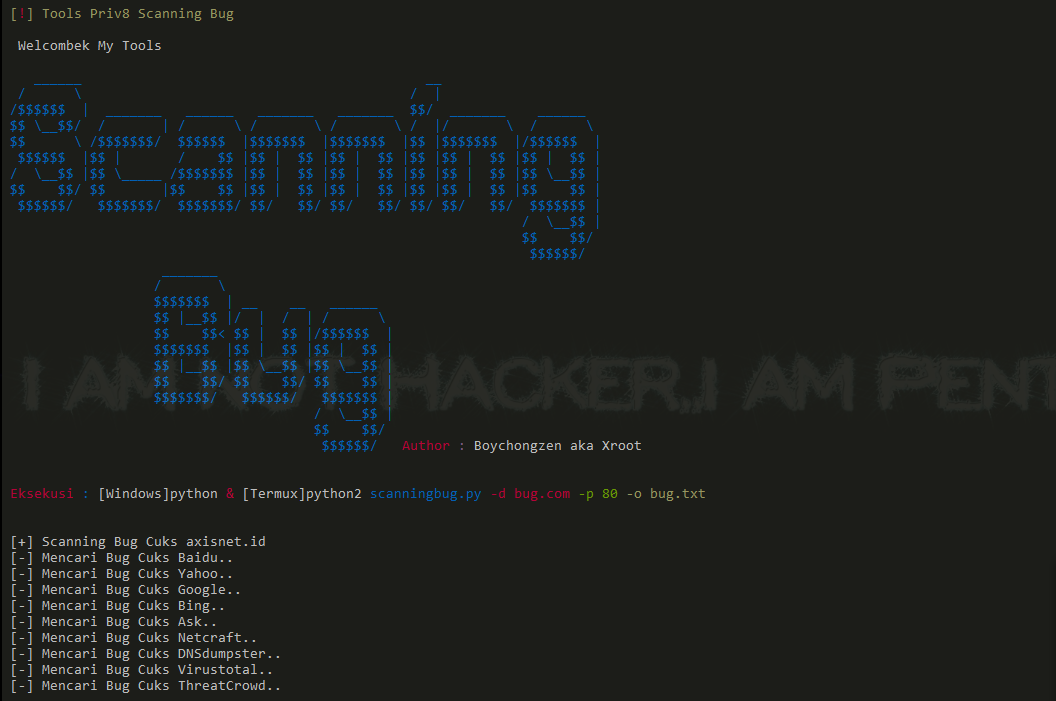 [!] Tools Priv8 Scanning Bug
Welcombek My Tools
Scanning
Bug
I AM NOT HACKER,,I AM PENT
Author : Boychongzen aka Xroot
Eksekusi : [Windows]python & [Termux]python2 scanningbug.py -d bug.com -p 80 -o bug.txt
[+] Scanning Bug Cuks axisnet.id
[-] Mencari Bug Cuks Baidu..
[-] Mencari Bug Cuks Yahoo..
[-] Mencari Bug Cuks Google..
[-] Mencari Bug Cuks Bing..
[-] Mencari Bug Cuks Ask..
[-] Mencari Bug Cuks Netcraft..
[-] Mencari Bug Cuks DNSdumpster..
[-] Mencari Bug Cuks Virustotal..
[-] Mencari Bug Cuks ThreatCrowd..